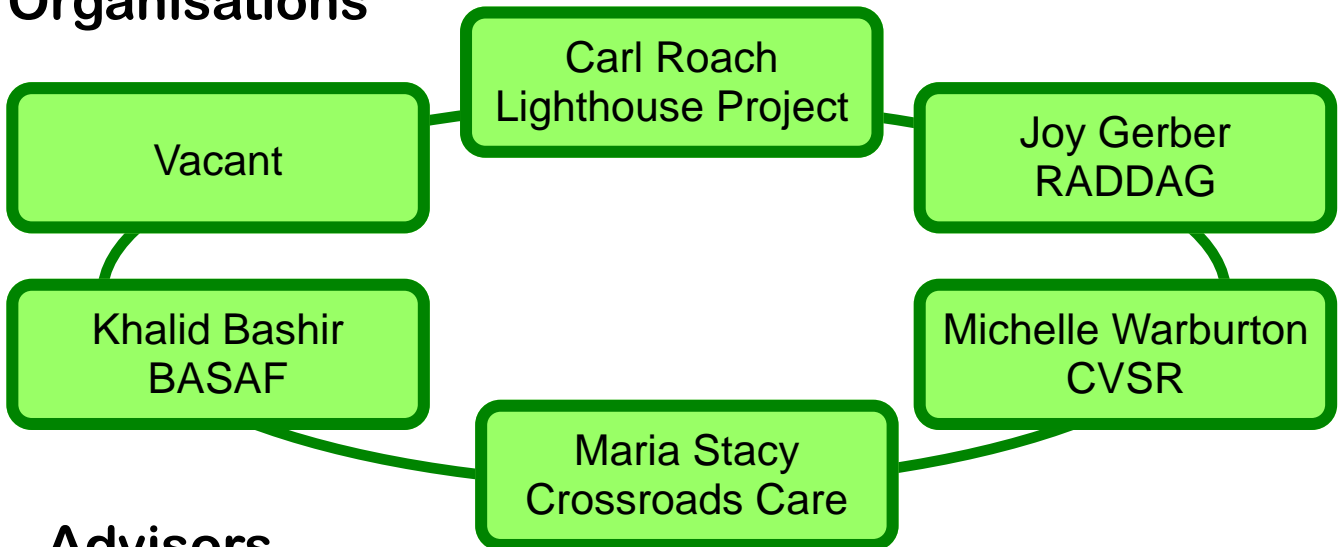 Organisations
Carl Roach
Lighthouse Project
Vacant
Joy Gerber
RADDAG
Khalid Bashir
BASAF
Michelle Warburton
CVSR
Maria Stacy
Crossroads Care
Advisors